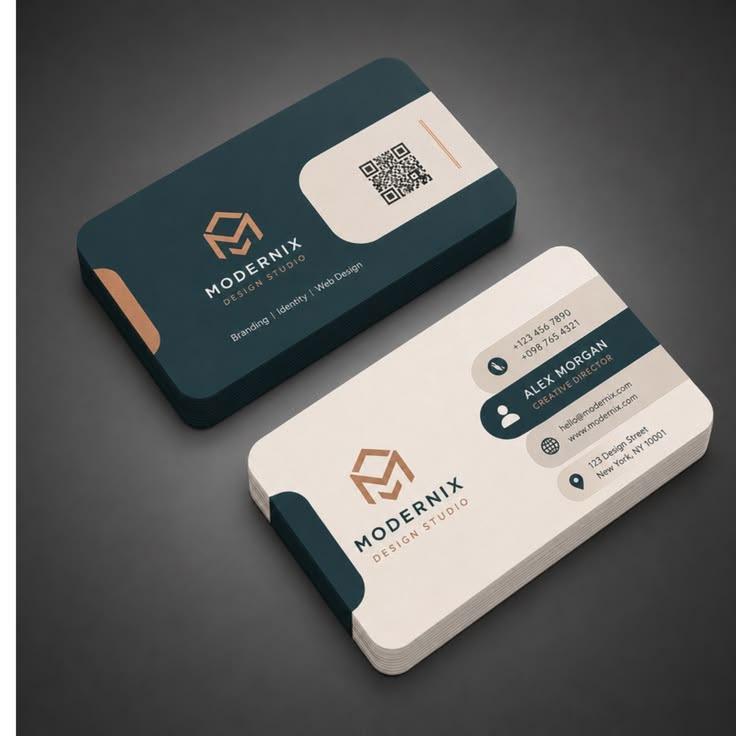 MODERNIX
DESIGN STUDIO
Branding | Identity | Web Design
+123 456 7890
+098 765 4321
ALEX MORGAN
CREATIVE DIRECTOR
hello@modernix.com
www.modernix.com
123 Design Street
New York, NY 10001
MODERNIX
DESIGN STUDIO